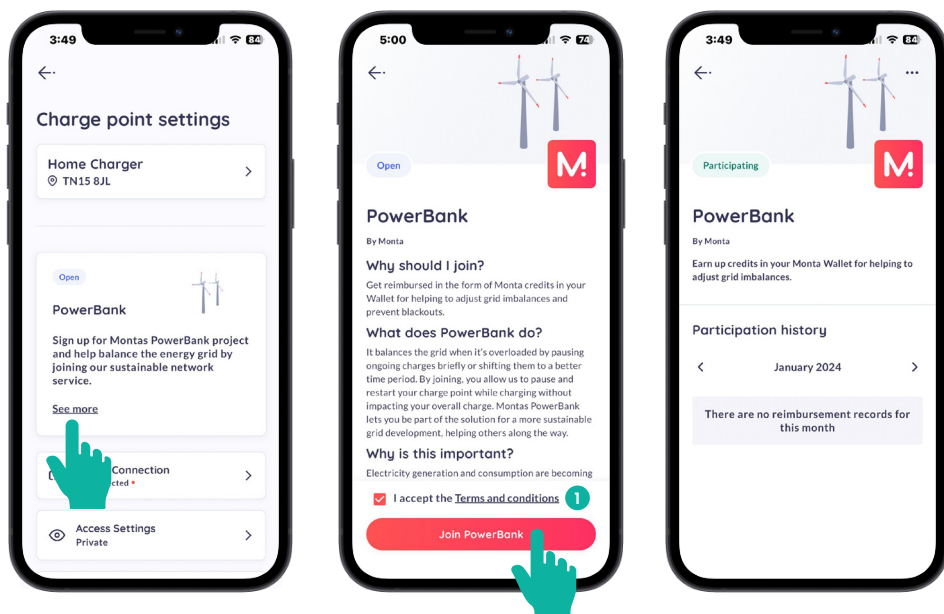 3:49
84
Charge point settings
Home Charger
TN15 8JL
Open
PowerBank
Sign up for Montas PowerBank project
and help balance the energy grid by
joining our sustainable network
service.
See more
Connection
cted
Access Settings
Private
5:00
74
Open
M!
PowerBank
By Monta
Why should I join?
Get reimbursed in the form of Monta credits in your
Wallet for helping to adjust grid imbalances and
prevent blackouts.
What does PowerBank do?
It balances the grid when it's overloaded by pausing
ongoing charges briefly or shifting them to a better
time period. By joining, you allow us to pause and
restart your charge point while charging without
impacting your overall charge. Montas PowerBank
lets you be part of the solution for a more sustainable
grid development, helping others along the way.
Why is this important?
Electricity generation and consumption are becoming
I accept the Terms and conditions
1
Join PowerBank
3:49
84
Participating
M!
PowerBank
By Monta
Earn up credits in your Monta Wallet for helping to
adjust grid imbalances.
Participation history
January 2024
There are no reimbursement records for
this month